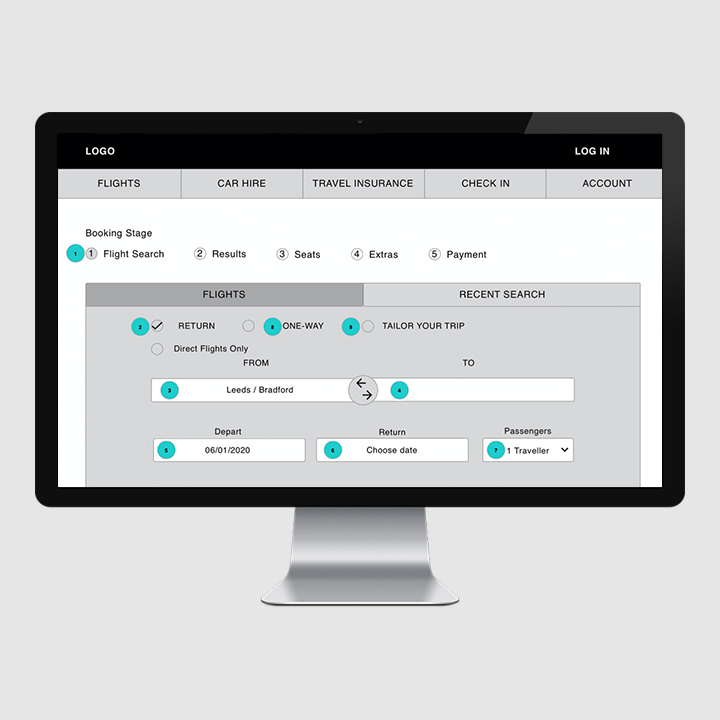 LOGO LOG IN
FLIGHTS CAR HIRE TRAVEL INSURANCE CHECK IN ACCOUNT
Booking Stage
1 1 Flight Search 2 Results 3 Seats 4 Extras 5 Payment
FLIGHTS RECENT SEARCH
2 RETURN 8 ONE-WAY 9 TAILOR YOUR TRIP
Direct Flights Only
FROM TO
3 Leeds / Bradford 4
Depart Return Passengers
5 06/01/2020 6 Choose date 7 1 Traveller